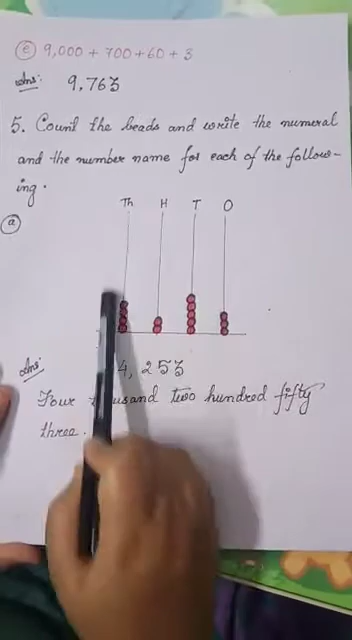 (e) 9,000 + 700 + 60 + 3
Ans: 9,763
5. Count the beads and write the numeral
and the number name for each of the follow-
ing.
Th H T O
(a)
Ans: 4,253
Four thousand two hundred fifty
three.